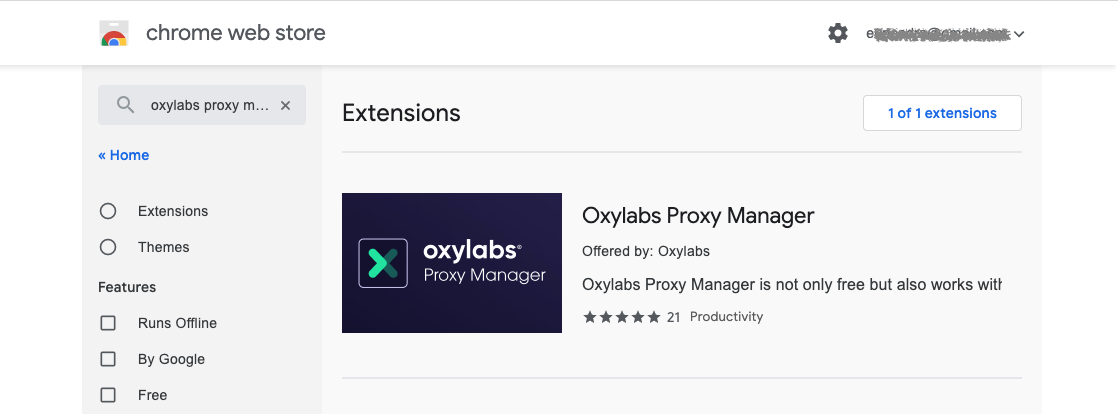 chrome web store
oxylabs proxy m... ×
Extensions
1 of 1 extensions
« Home
Extensions
Themes
Features
Runs Offline
By Google
Free
oxylabs®
Proxy Manager
Oxylabs Proxy Manager
Offered by: Oxylabs
Oxylabs Proxy Manager is not only free but also works with
21 Productivity